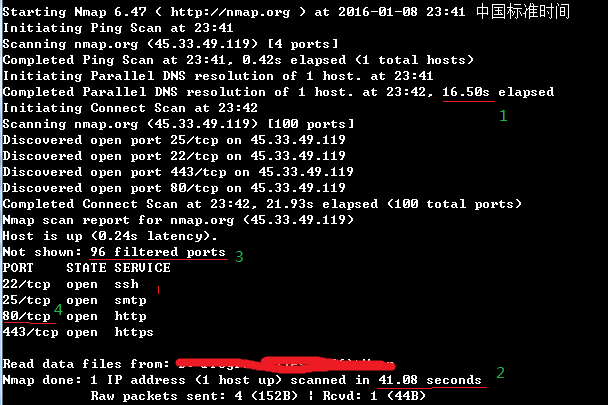 Starting Nmap 6.47 ( http://nmap.org ) at 2016-01-08 23:41 中国标准时间
Initiating Ping Scan at 23:41
Scanning nmap.org (45.33.49.119) [4 ports]
Completed Ping Scan at 23:41, 0.42s elapsed (1 total hosts)
Initiating Parallel DNS resolution of 1 host. at 23:41
Completed Parallel DNS resolution of 1 host. at 23:42, 16.50s elapsed
1
Initiating Connect Scan at 23:42
Scanning nmap.org (45.33.49.119) [100 ports]
Discovered open port 25/tcp on 45.33.49.119
Discovered open port 22/tcp on 45.33.49.119
Discovered open port 443/tcp on 45.33.49.119
Discovered open port 80/tcp on 45.33.49.119
Completed Connect Scan at 23:42, 21.93s elapsed (100 total ports)
Nmap scan report for nmap.org (45.33.49.119)
Host is up (0.24s latency).
Not shown: 96 filtered ports 3
PORT STATE SERVICE
22/tcp open ssh
25/tcp open smtp
80/tcp 4 open http
443/tcp open https
Read data files from:
Nmap done: 1 IP address (1 host up) scanned in 41.08 seconds 2
Raw packets sent: 4 (152B) | Rcvd: 1 (44B)